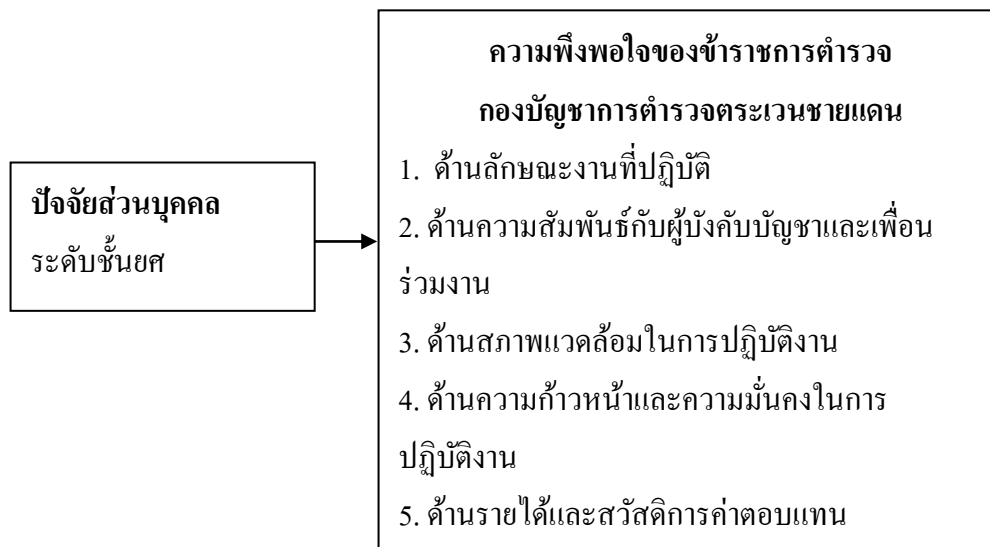 ปัจจัยส่วนบุคคล
ระดับชั้นยศ
ความพึงพอใจของข้าราชการตำรวจ
กองบัญชาการตำรวจตระเวนชายแดน
1. ด้านลักษณะงานที่ปฏิบัติ
2. ด้านความสัมพันธ์กับผู้บังคับบัญชาและเพื่อน
ร่วมงาน
3. ด้านสภาพแวดล้อมในการปฏิบัติงาน
4. ด้านความก้าวหน้าและความมั่นคงในการ
ปฏิบัติงาน
5. ด้านรายได้และสวัสดิการค่าตอบแทน